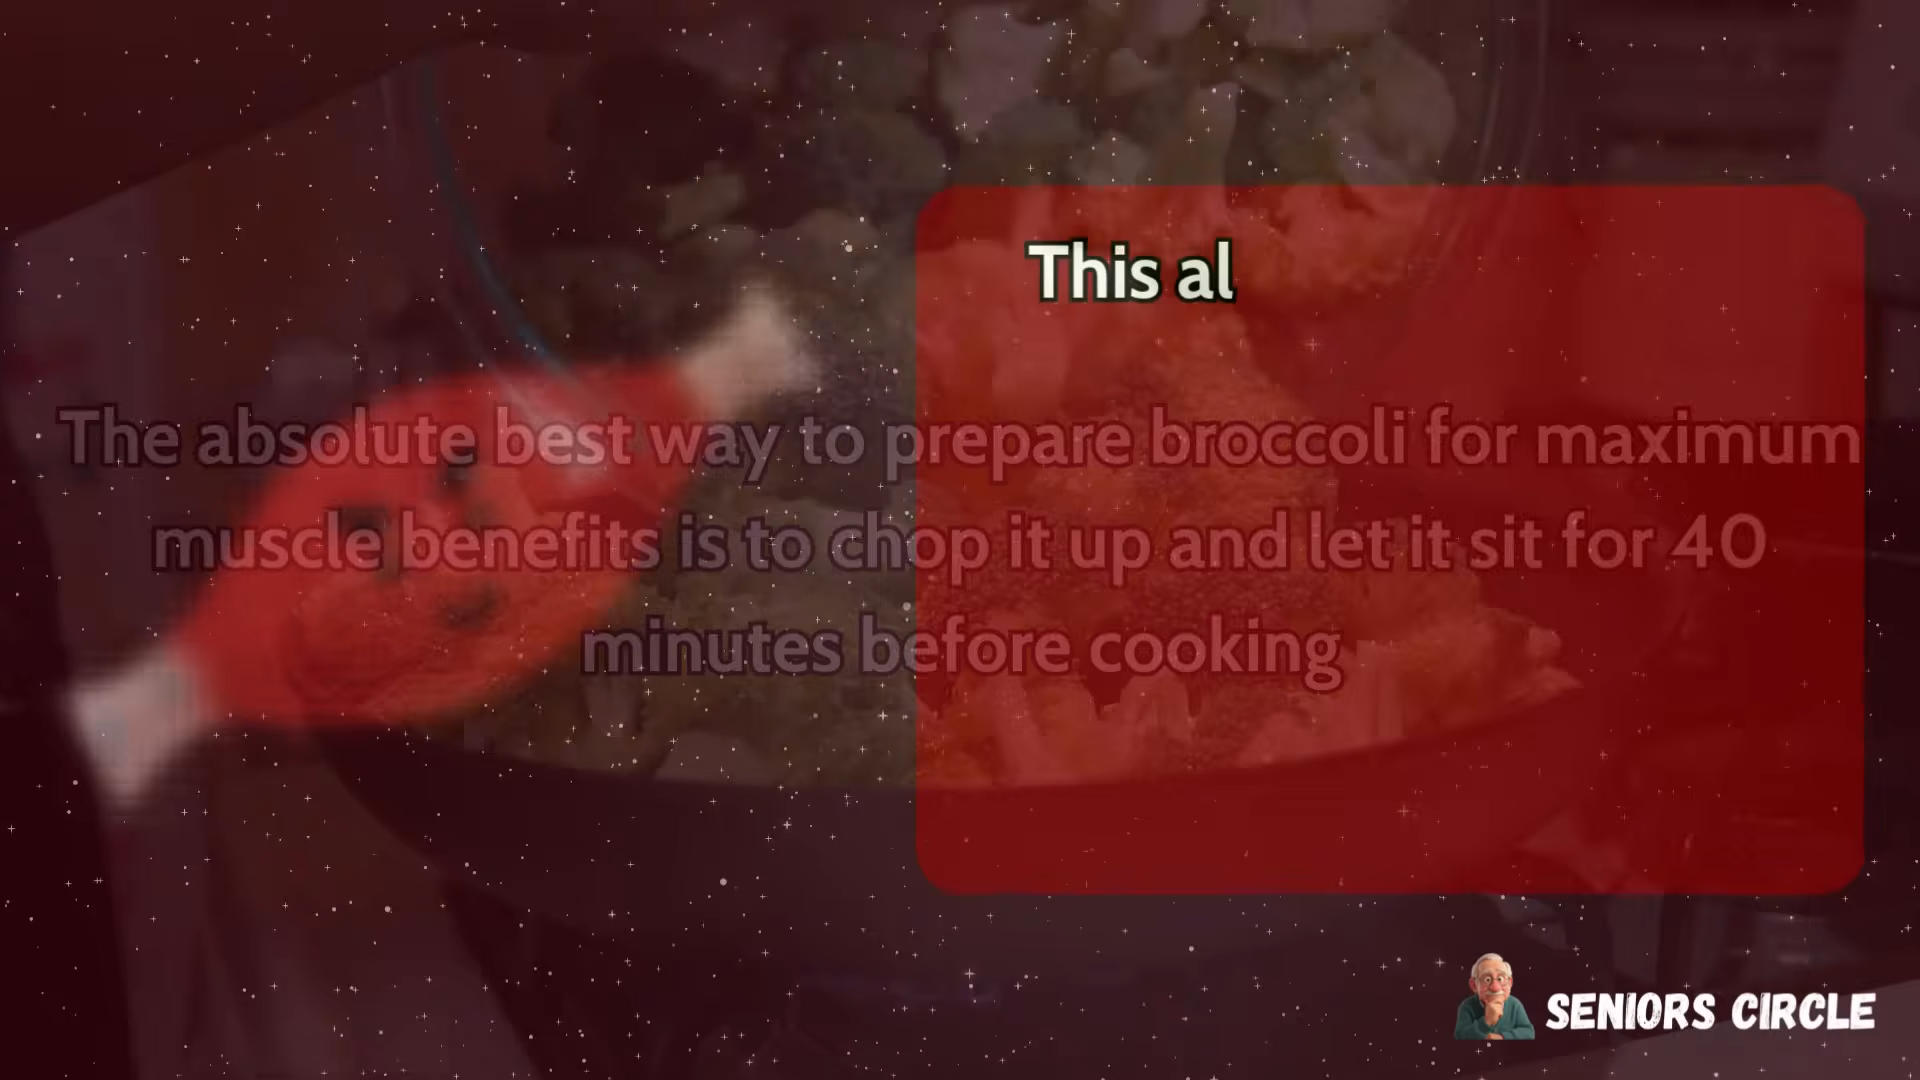 This al
The absolute best way to prepare broccoli for maximum
muscle benefits is to chop it up and let it sit for 40
minutes before cooking
SENIORS CIRCLE